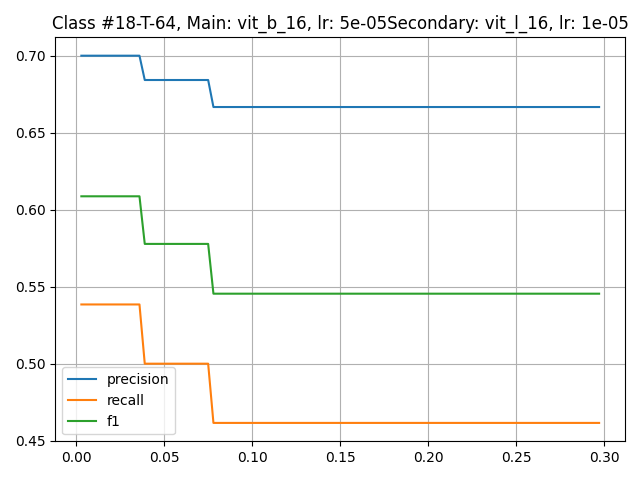 Class #18-T-64, Main: vit_b_16, lr: 5e-05Secondary: vit_l_16, lr: 1e-05
0.70
0.65
0.60
0.55
0.50
0.45
precision
recall
f1
0.00 0.05 0.10 0.15 0.20 0.25 0.30